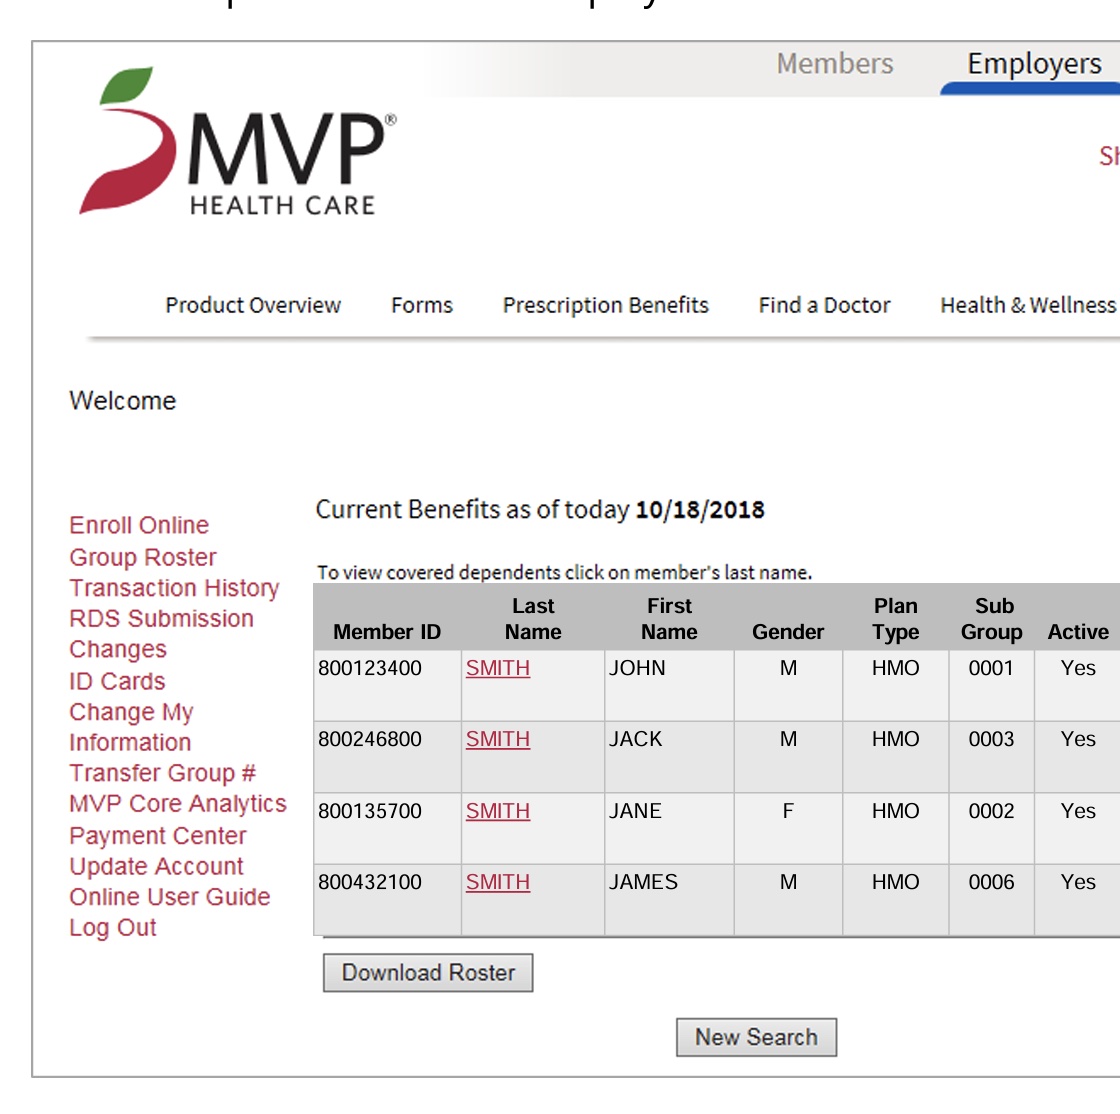 Members Employers
MVP®
HEALTH CARE
Product Overview Forms Prescription Benefits Find a Doctor Health & Wellness
Welcome
Enroll Online
Group Roster
Transaction History
RDS Submission
Changes
ID Cards
Change My
Information
Transfer Group #
MVP Core Analytics
Payment Center
Update Account
Online User Guide
Log Out
Current Benefits as of today 10/18/2018
To view covered dependents click on member's last name.
Member ID Last Name First Name Gender Plan Type Sub Group Active
800123400 SMITH JOHN M HMO 0001 Yes
800246800 SMITH JACK M HMO 0003 Yes
800135700 SMITH JANE F HMO 0002 Yes
800432100 SMITH JAMES M HMO 0006 Yes
Download Roster
New Search